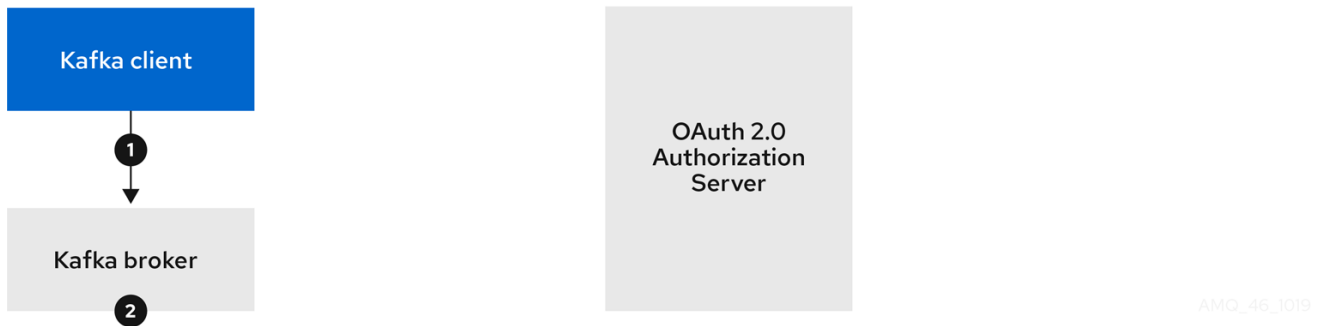 Kafka client
1
Kafka broker
2
OAuth 2.0
Authorization
Server
AMQ_46_1019